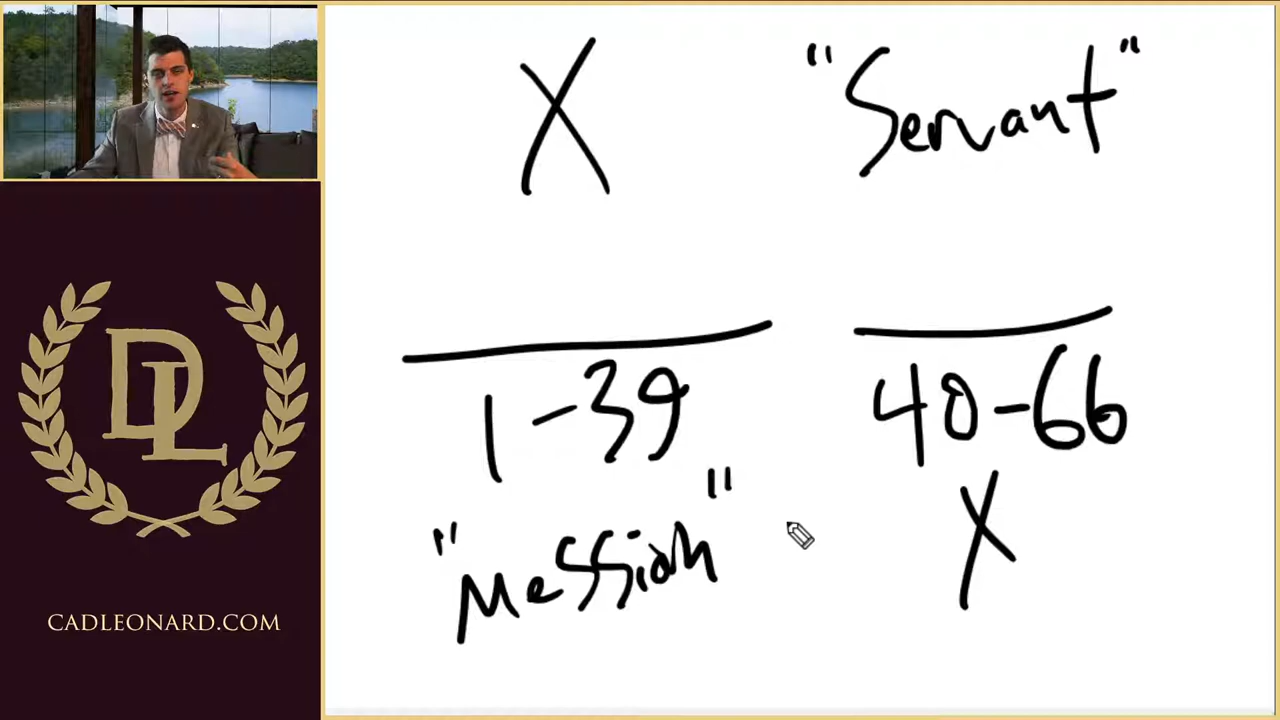 X "Servant"
1-39 40-66
"Messiah" X
DL
CADLEONARD.COM